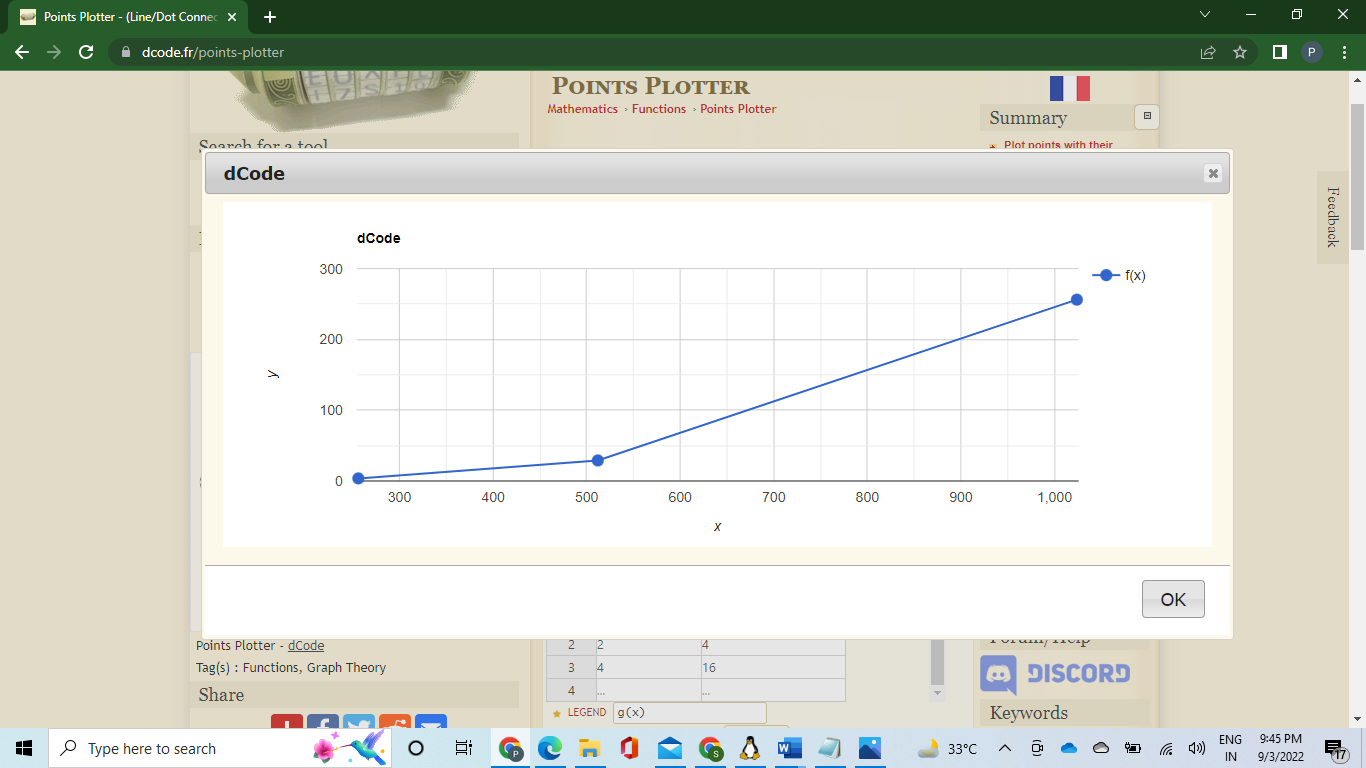 Points Plotter - (Line/Dot Connec
dcode.fr/points-plotter
P
POINTS PLOTTER
Mathematics › Functions › Points Plotter
Summary
Search for a tool
Plot points with their
Feedback
dCode
dCode
300
200
100
0
y
f(x)
300 400 500 600 700 800 900 1,000
x
OK
Points Plotter - dCode
Tag(s) : Functions, Graph Theory
Share
2 2 4
3 4 16
4 ... ...
LEGEND g(x)
Forum/Help
DISCORD
Keywords
Type here to search
P
S
33°C
ENG
IN
9:45 PM
9/3/2022
17